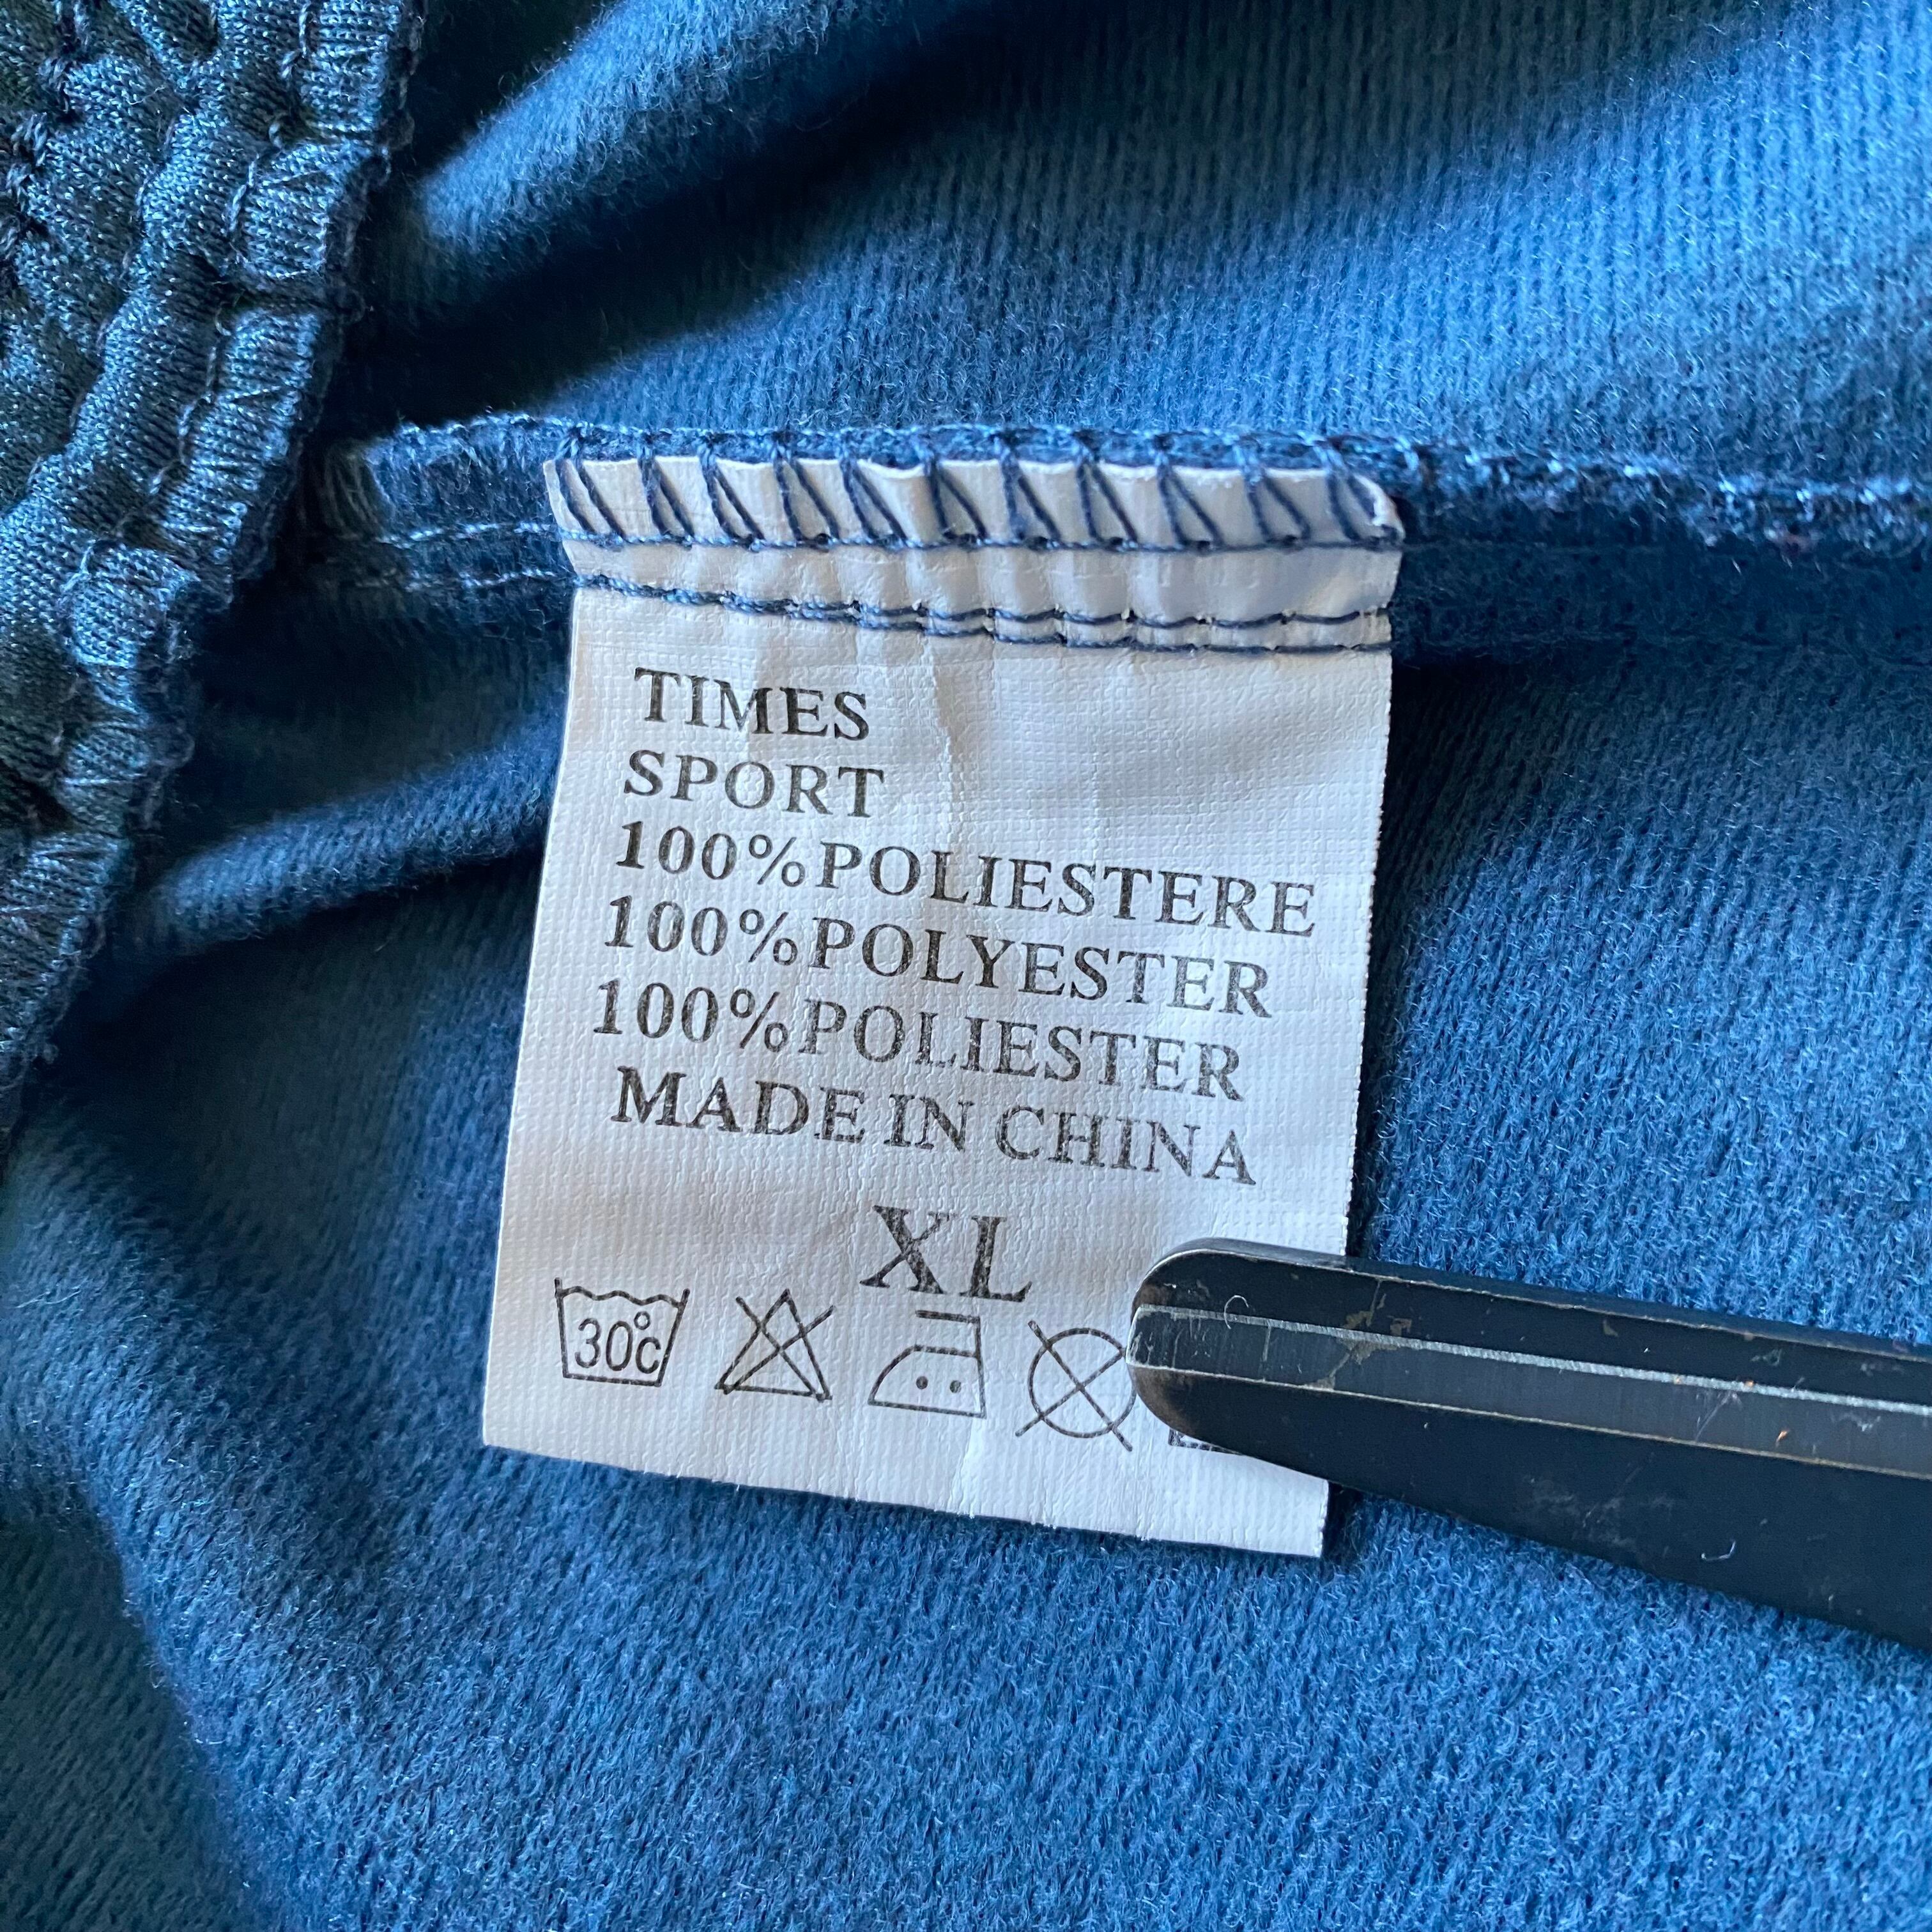 TIMES
SPORT
100%POLIESTERE
100%POLYESTER
100%POLIESTER
MADE IN CHINA
XL
30°C